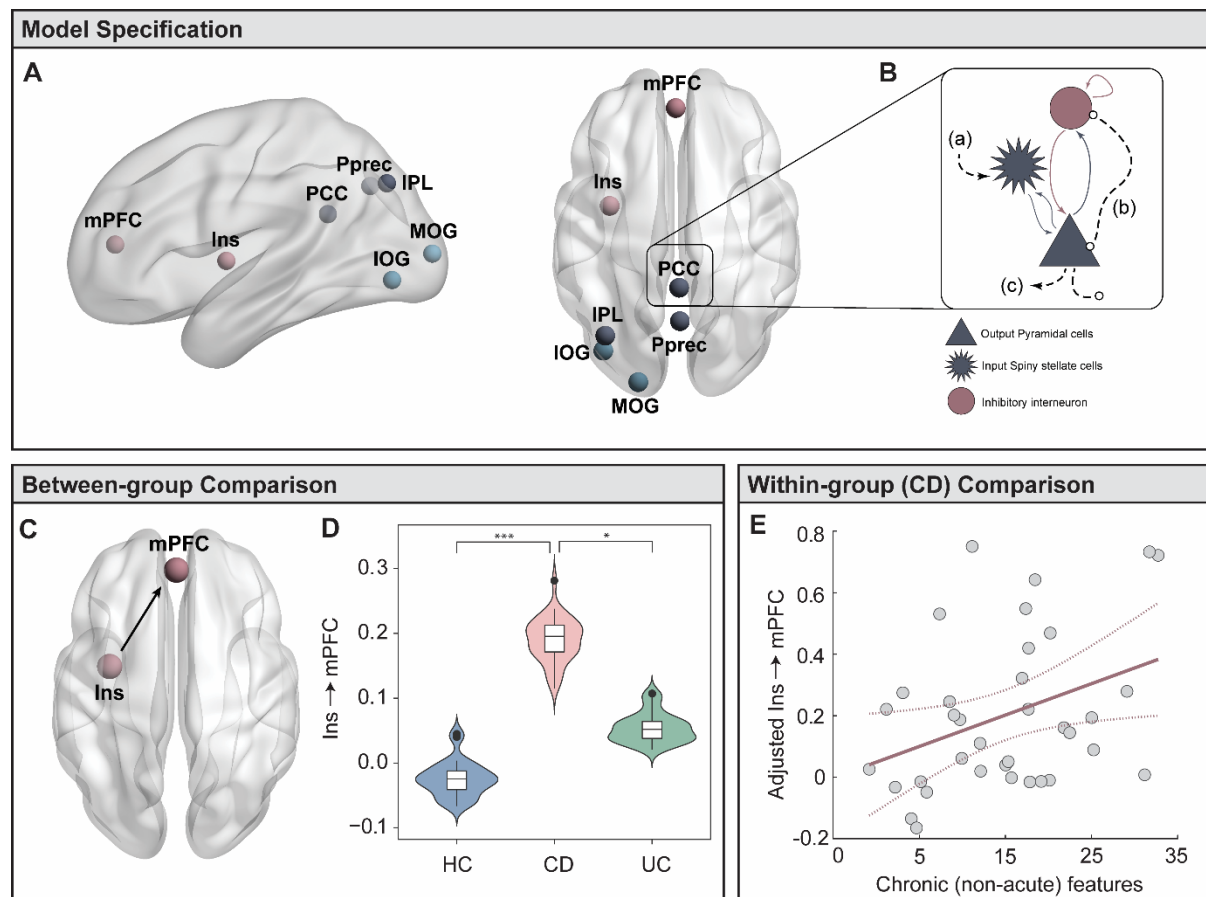 Model Specification
A
mPFC
Ins
PCC
Pprec
IPL
MOG
IOG
mPFC
Ins
PCC
IPL
IOG
Pprec
MOG
B
(a)
(b)
(c)
Output Pyramidal cells
Input Spiny stellate cells
Inhibitory interneuron
Between-group Comparison
C
mPFC
Ins
D
***
*
Ins → mPFC
0.3
0.2
0.1
0.0
−0.1
HC
CD
UC
Within-group (CD) Comparison
E
Adjusted Ins → mPFC
0.8
0.6
0.4
0.2
0
-0.2
0
5
15
25
35
Chronic (non-acute) features